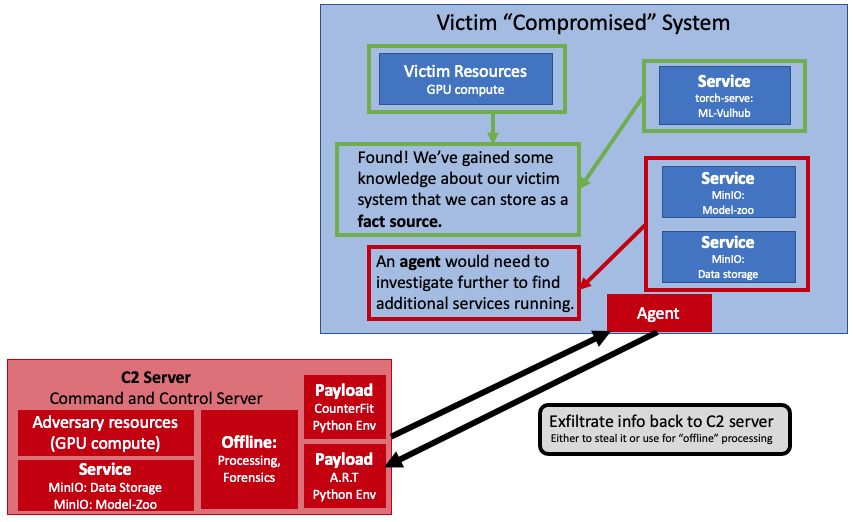 Victim “Compromised” System
Victim Resources
GPU compute
Service
torch-serve:
ML-Vulhub
Found! We’ve gained some
knowledge about our victim
system that we can store as a
fact source.
Service
MinIO:
Model-zoo
Service
MinIO:
Data storage
An agent would need to
investigate further to find
additional services running.
Agent
C2 Server
Command and Control Server
Adversary resources
(GPU compute)
Service
MinIO: Data Storage
MinIO: Model-Zoo
Offline:
Processing,
Forensics
Payload
CounterFit
Python Env
Payload
A.R.T
Python Env
Exfiltrate info back to C2 server
Either to steal it or use for “offline” processing